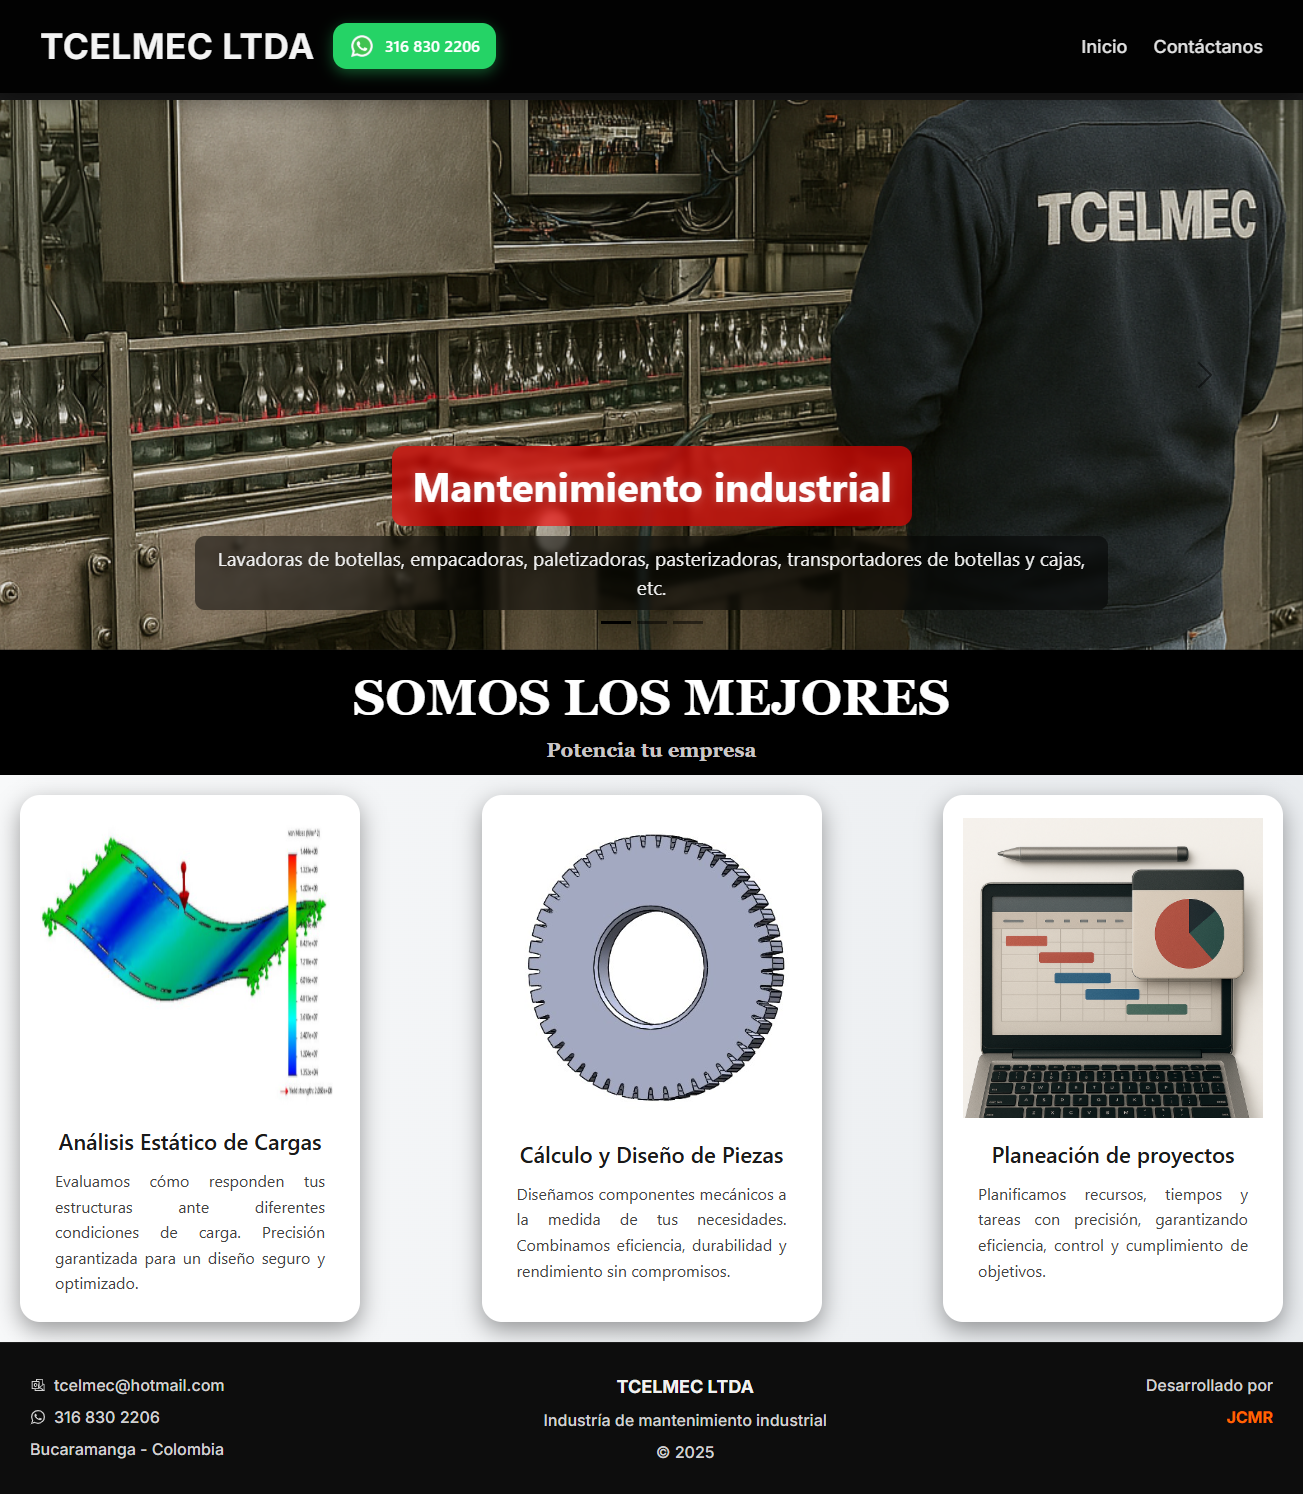 TCELMEC LTDA
316 830 2206
Inicio
Contáctanos
TCELMEC
Mantenimiento industrial
Lavadoras de botellas, empacadoras, paletizadoras, pasterizadoras, transportadores de botellas y cajas,
etc.
SOMOS LOS MEJORES
Potencia tu empresa
Análisis Estático de Cargas
Evaluamos cómo responden tus
estructuras ante diferentes
condiciones de carga. Precisión
garantizada para un diseño seguro y
optimizado.
Cálculo y Diseño de Piezas
Diseñamos componentes mecánicos a
la medida de tus necesidades.
Combinamos eficiencia, durabilidad y
rendimiento sin compromisos.
Planeación de proyectos
Planificamos recursos, tiempos y
tareas con precisión, garantizando
eficiencia, control y cumplimiento de
objetivos.
tcelmec@hotmail.com
316 830 2206
Bucaramanga - Colombia
TCELMEC LTDA
Industría de mantenimiento industrial
© 2025
Desarrollado por
JCMR